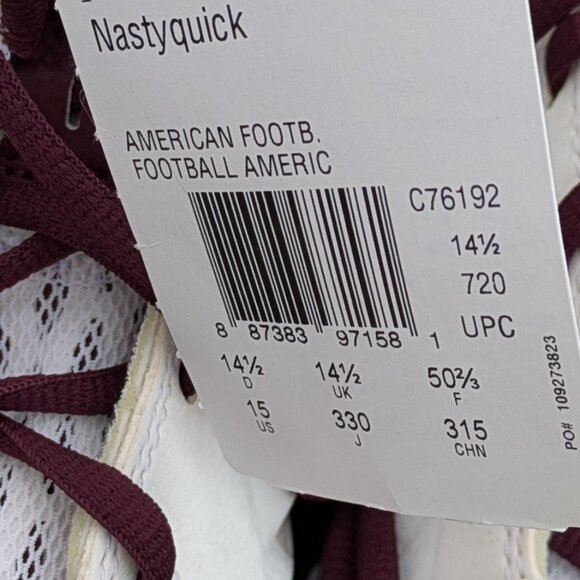 Nastyquick
AMERICAN FOOTB.
FOOTBALL AMERIC
C76192
14½
720
UPC
8 87383 97158 1
14½ 14½ 50⅔
D UK F
15 330 315
US J CHN
PO# 109273823